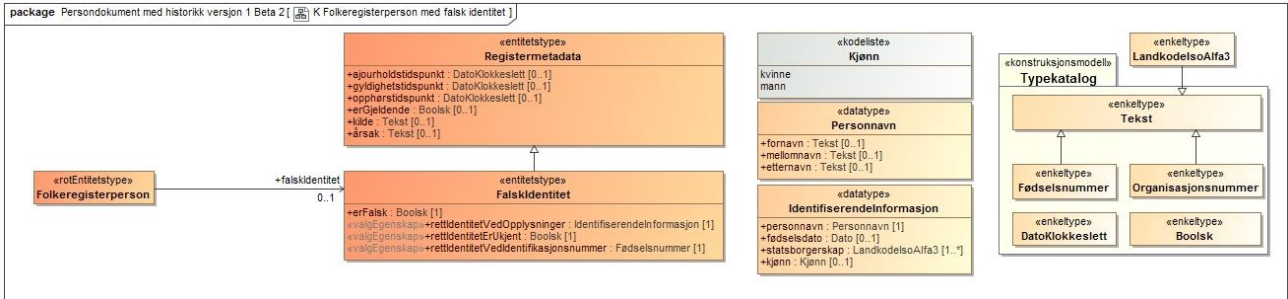 package Persondokument med historikk versjon 1 Beta 2 [ K Folkeregisterperson med falsk identitet ]
«rotEntitetstype»
Folkeregisterperson
+falskIdentitet
0..1
«entitetstype»
Registermetadata
+ajourholdstidspunkt : DatoKlokkeslett [0..1]
+gyldighetstidspunkt : DatoKlokkeslett [0..1]
+opphørstidspunkt : DatoKlokkeslett [0..1]
+erGjeldende : Boolsk [0..1]
+kilde : Tekst [0..1]
+årsak : Tekst [0..1]
«entitetstype»
FalskIdentitet
+erFalsk : Boolsk [1]
«valgEgenskap»+rettIdentitetVedOpplysninger : IdentifiserendeInformasjon [1]
«valgEgenskap»+rettIdentitetErUkjent : Boolsk [1]
«valgEgenskap»+rettIdentitetVedIdentifikasjonsnummer : Fødselsnummer [1]
«kodeliste»
Kjønn
kvinne
mann
«datatype»
Personnavn
+fornavn : Tekst [0..1]
+mellomnavn : Tekst [0..1]
+etternavn : Tekst [0..1]
«datatype»
IdentifiserendeInformasjon
+personnavn : Personnavn [1]
+fødselsdato : Dato [0..1]
+statsborgerskap : LandkodeIsoAlfa3 [1..*]
+kjønn : Kjønn [0..1]
«enkeltype»
LandkodeIsoAlfa3
«konstruksjonsmodell»
Typekatalog
«enkeltype»
Tekst
«enkeltype»
Fødselsnummer
«enkeltype»
Organisasjonsnummer
«enkeltype»
DatoKlokkeslett
«enkeltype»
Boolsk